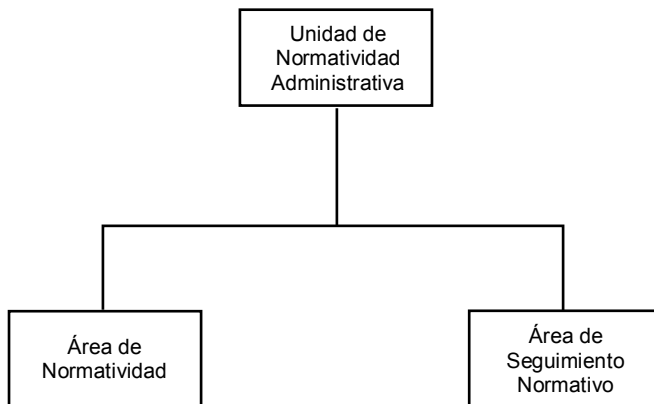 Unidad de
Normatividad
Administrativa
Área de
Normatividad
Área de
Seguimiento
Normativo